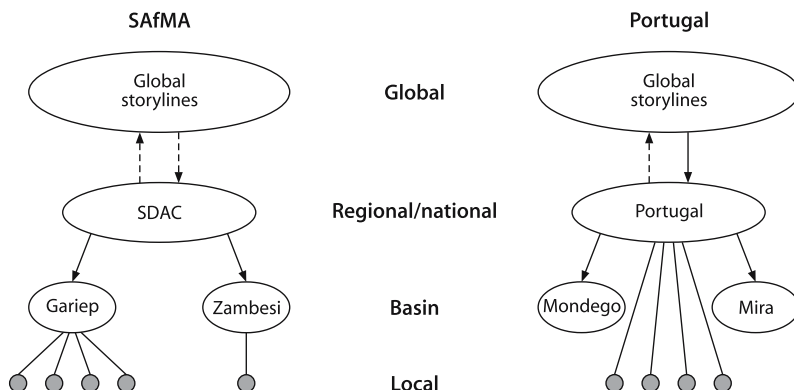 SAfMA
Portugal
Global
storylines
Global
Global
storylines
SDAC
Regional/national
Portugal
Gariep
Zambesi
Basin
Mondego
Mira
Local